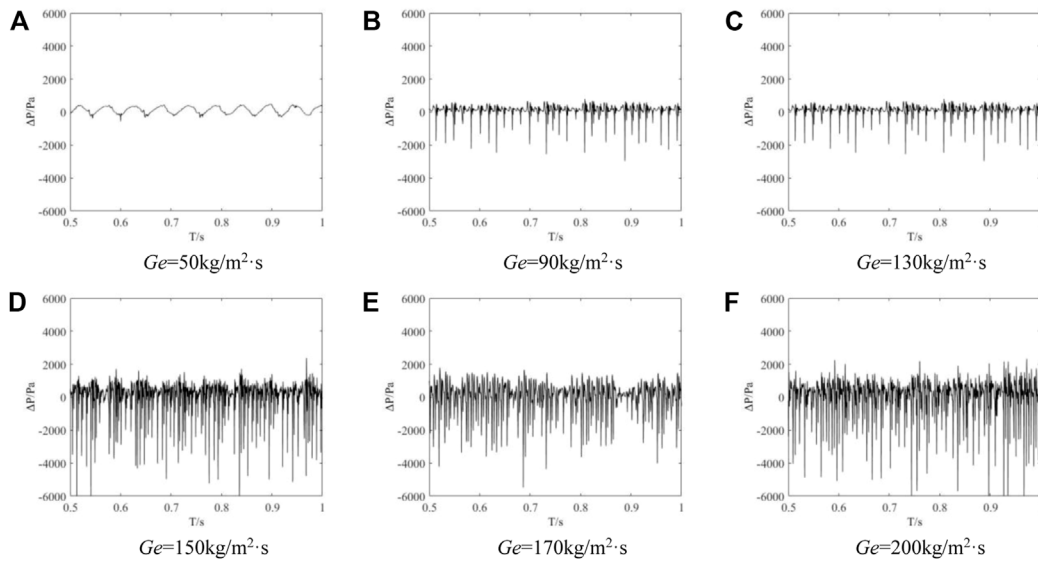 A
6000
4000
2000
0
-2000
-4000
-6000
ΔP/Pa
0.5 0.6 0.7 0.8 0.9 1
T/s
Ge=50kg/m²·s
B
6000
4000
2000
0
-2000
-4000
-6000
ΔP/Pa
0.5 0.6 0.7 0.8 0.9 1
T/s
Ge=90kg/m²·s
C
6000
4000
2000
0
-2000
-4000
-6000
ΔP/Pa
0.5 0.6 0.7 0.8 0.9
T/s
Ge=130kg/m²·s
D
6000
4000
2000
0
-2000
-4000
-6000
ΔP/Pa
0.5 0.6 0.7 0.8 0.9 1
T/s
Ge=150kg/m²·s
E
6000
4000
2000
0
-2000
-4000
-6000
ΔP/Pa
0.5 0.6 0.7 0.8 0.9 1
T/s
Ge=170kg/m²·s
F
6000
4000
2000
0
-2000
-4000
-6000
ΔP/Pa
0.5 0.6 0.7 0.8 0.9
T/s
Ge=200kg/m²·s